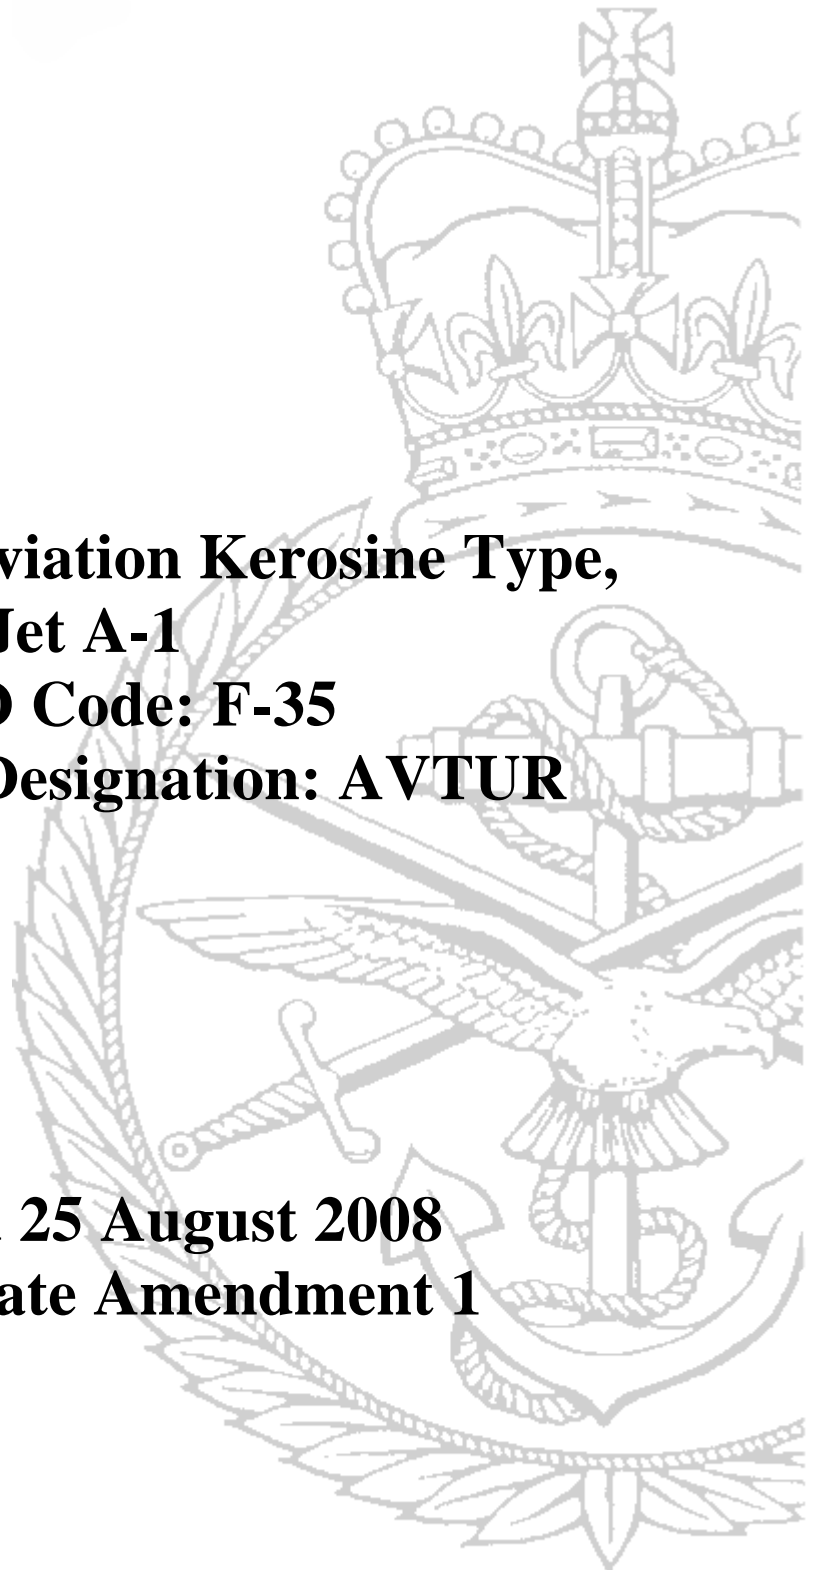 viation Kerosine Type,
Jet A-1
Code: F-35
Designation: AVTUR
25 August 2008
ate Amendment 1